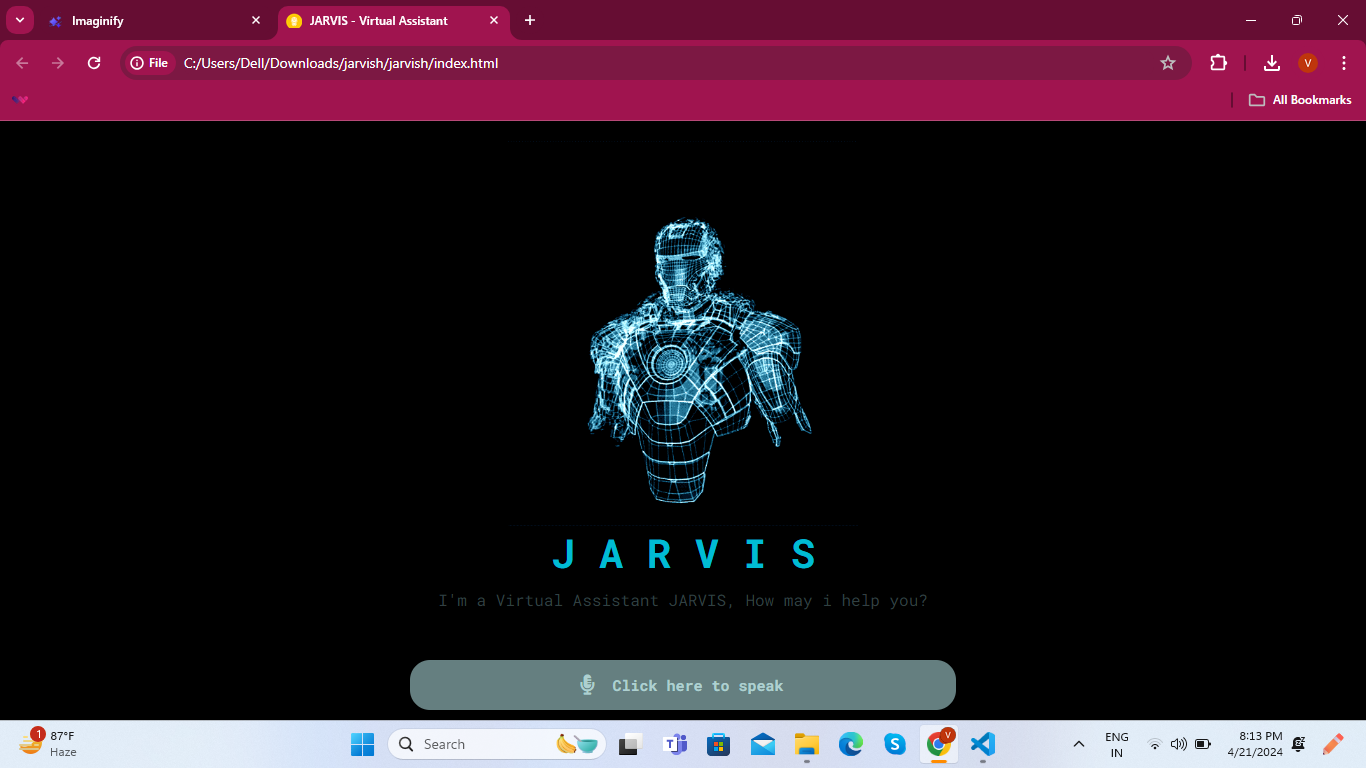 Imaginify
JARVIS - Virtual Assistant
File
C:/Users/Dell/Downloads/jarvish/jarvish/index.html
V
All Bookmarks
J A R V I S
I'm a Virtual Assistant JARVIS, How may i help you?
Click here to speak
1
87°F
Haze
Search
V
ENG
IN
8:13 PM
4/21/2024